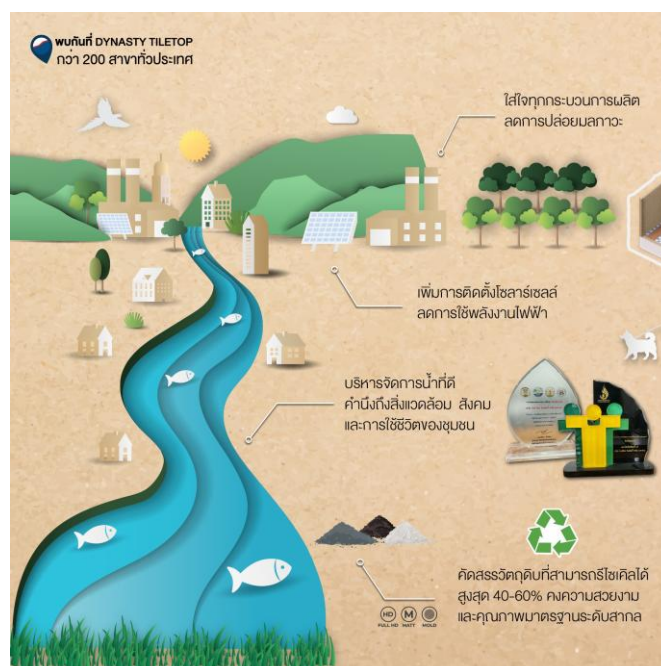 พบกันที่ DYNASTY TILETOP
กว่า 200 สาขาทั่วประเทศ
ใส่ใจทุกกระบวนการผลิต
ลดการปล่อยมลภาวะ
เพิ่มการติดตั้งโซลาร์เซลล์
ลดการใช้พลังงานไฟฟ้า
บริหารจัดการน้ำที่ดี
คำนึงถึงสิ่งแวดล้อม สังคม
และการใช้ชีวิตของชุมชน
คัดสรรวัตถุดิบที่สามารถรีไซเคิลได้
สูงสุด 40-60% คงความสวยงาม
และคุณภาพมาตรฐานระดับสากล
HD M
FULL HD MATT MOLD